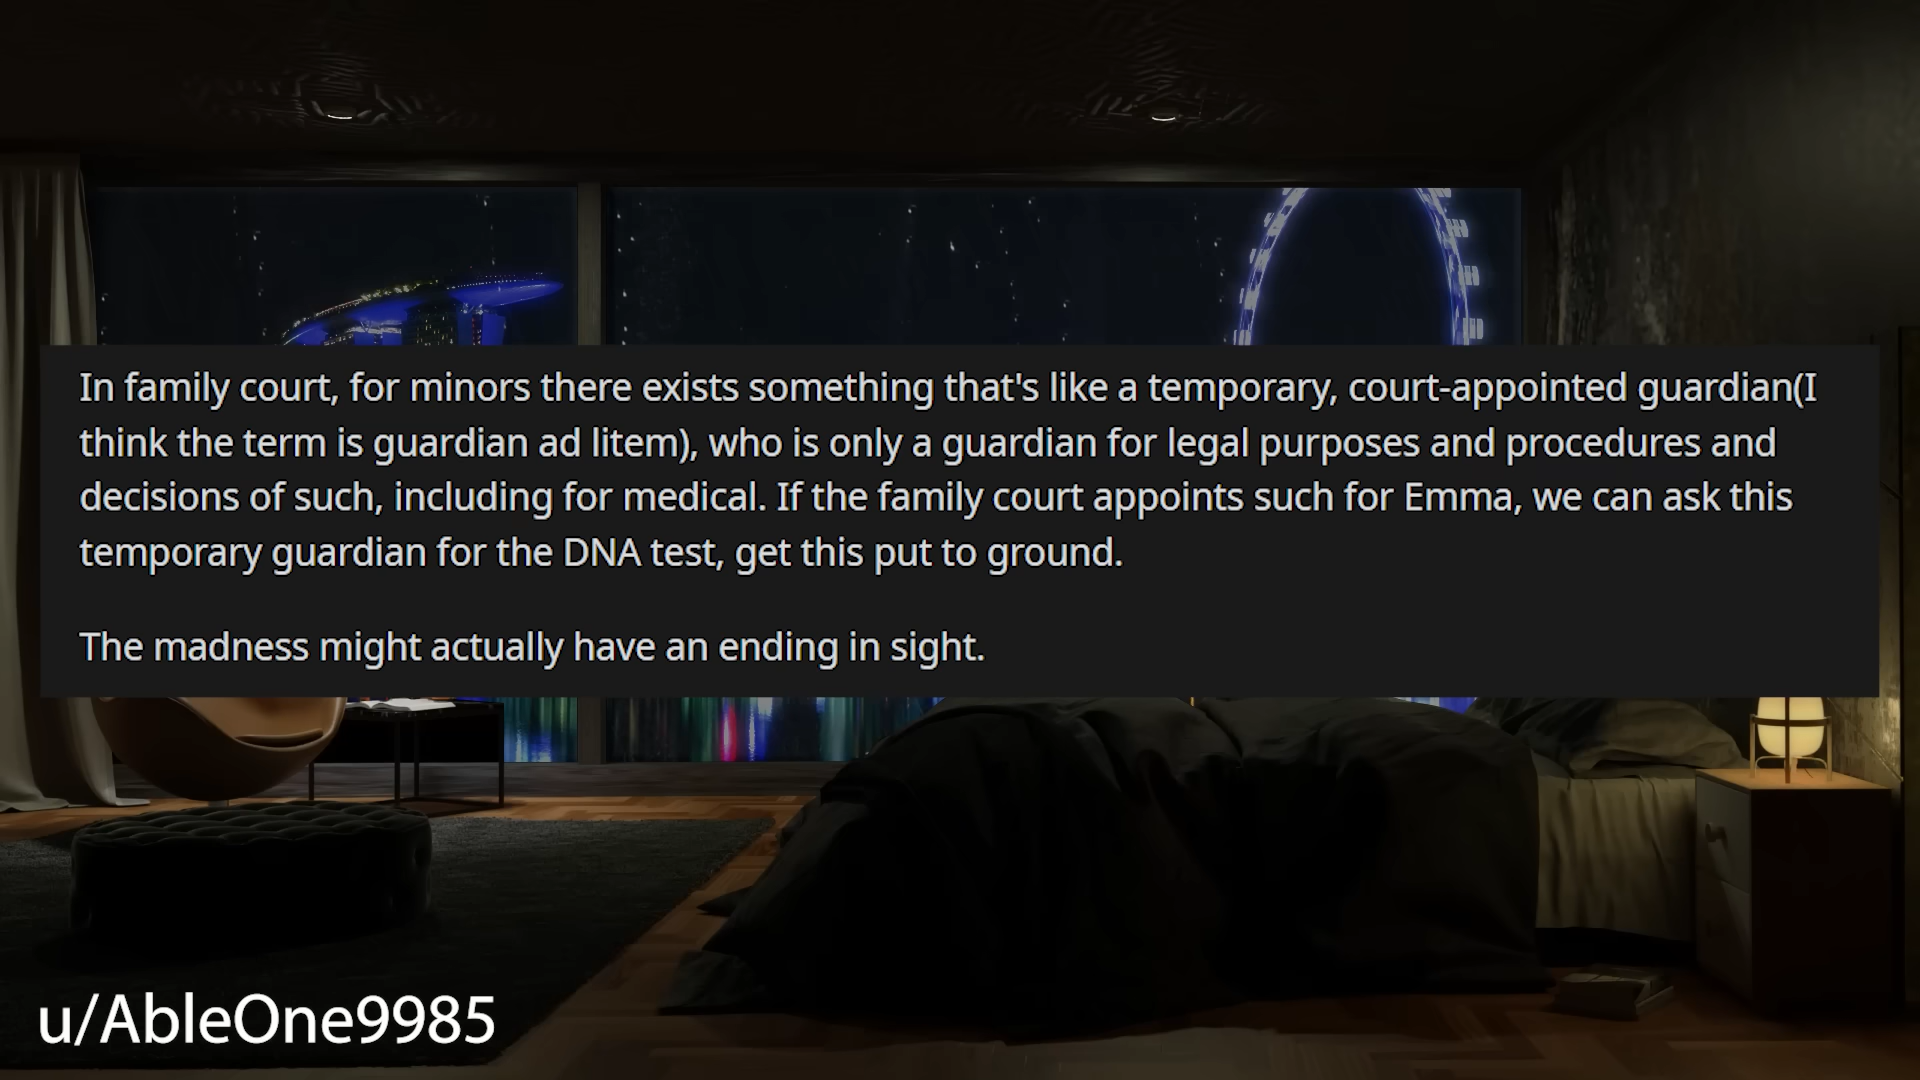 In family court, for minors there exists something that's like a temporary, court-appointed guardian(I
think the term is guardian ad litem), who is only a guardian for legal purposes and procedures and
decisions of such, including for medical. If the family court appoints such for Emma, we can ask this
temporary guardian for the DNA test, get this put to ground.
The madness might actually have an ending in sight.
u/AbleOne9985